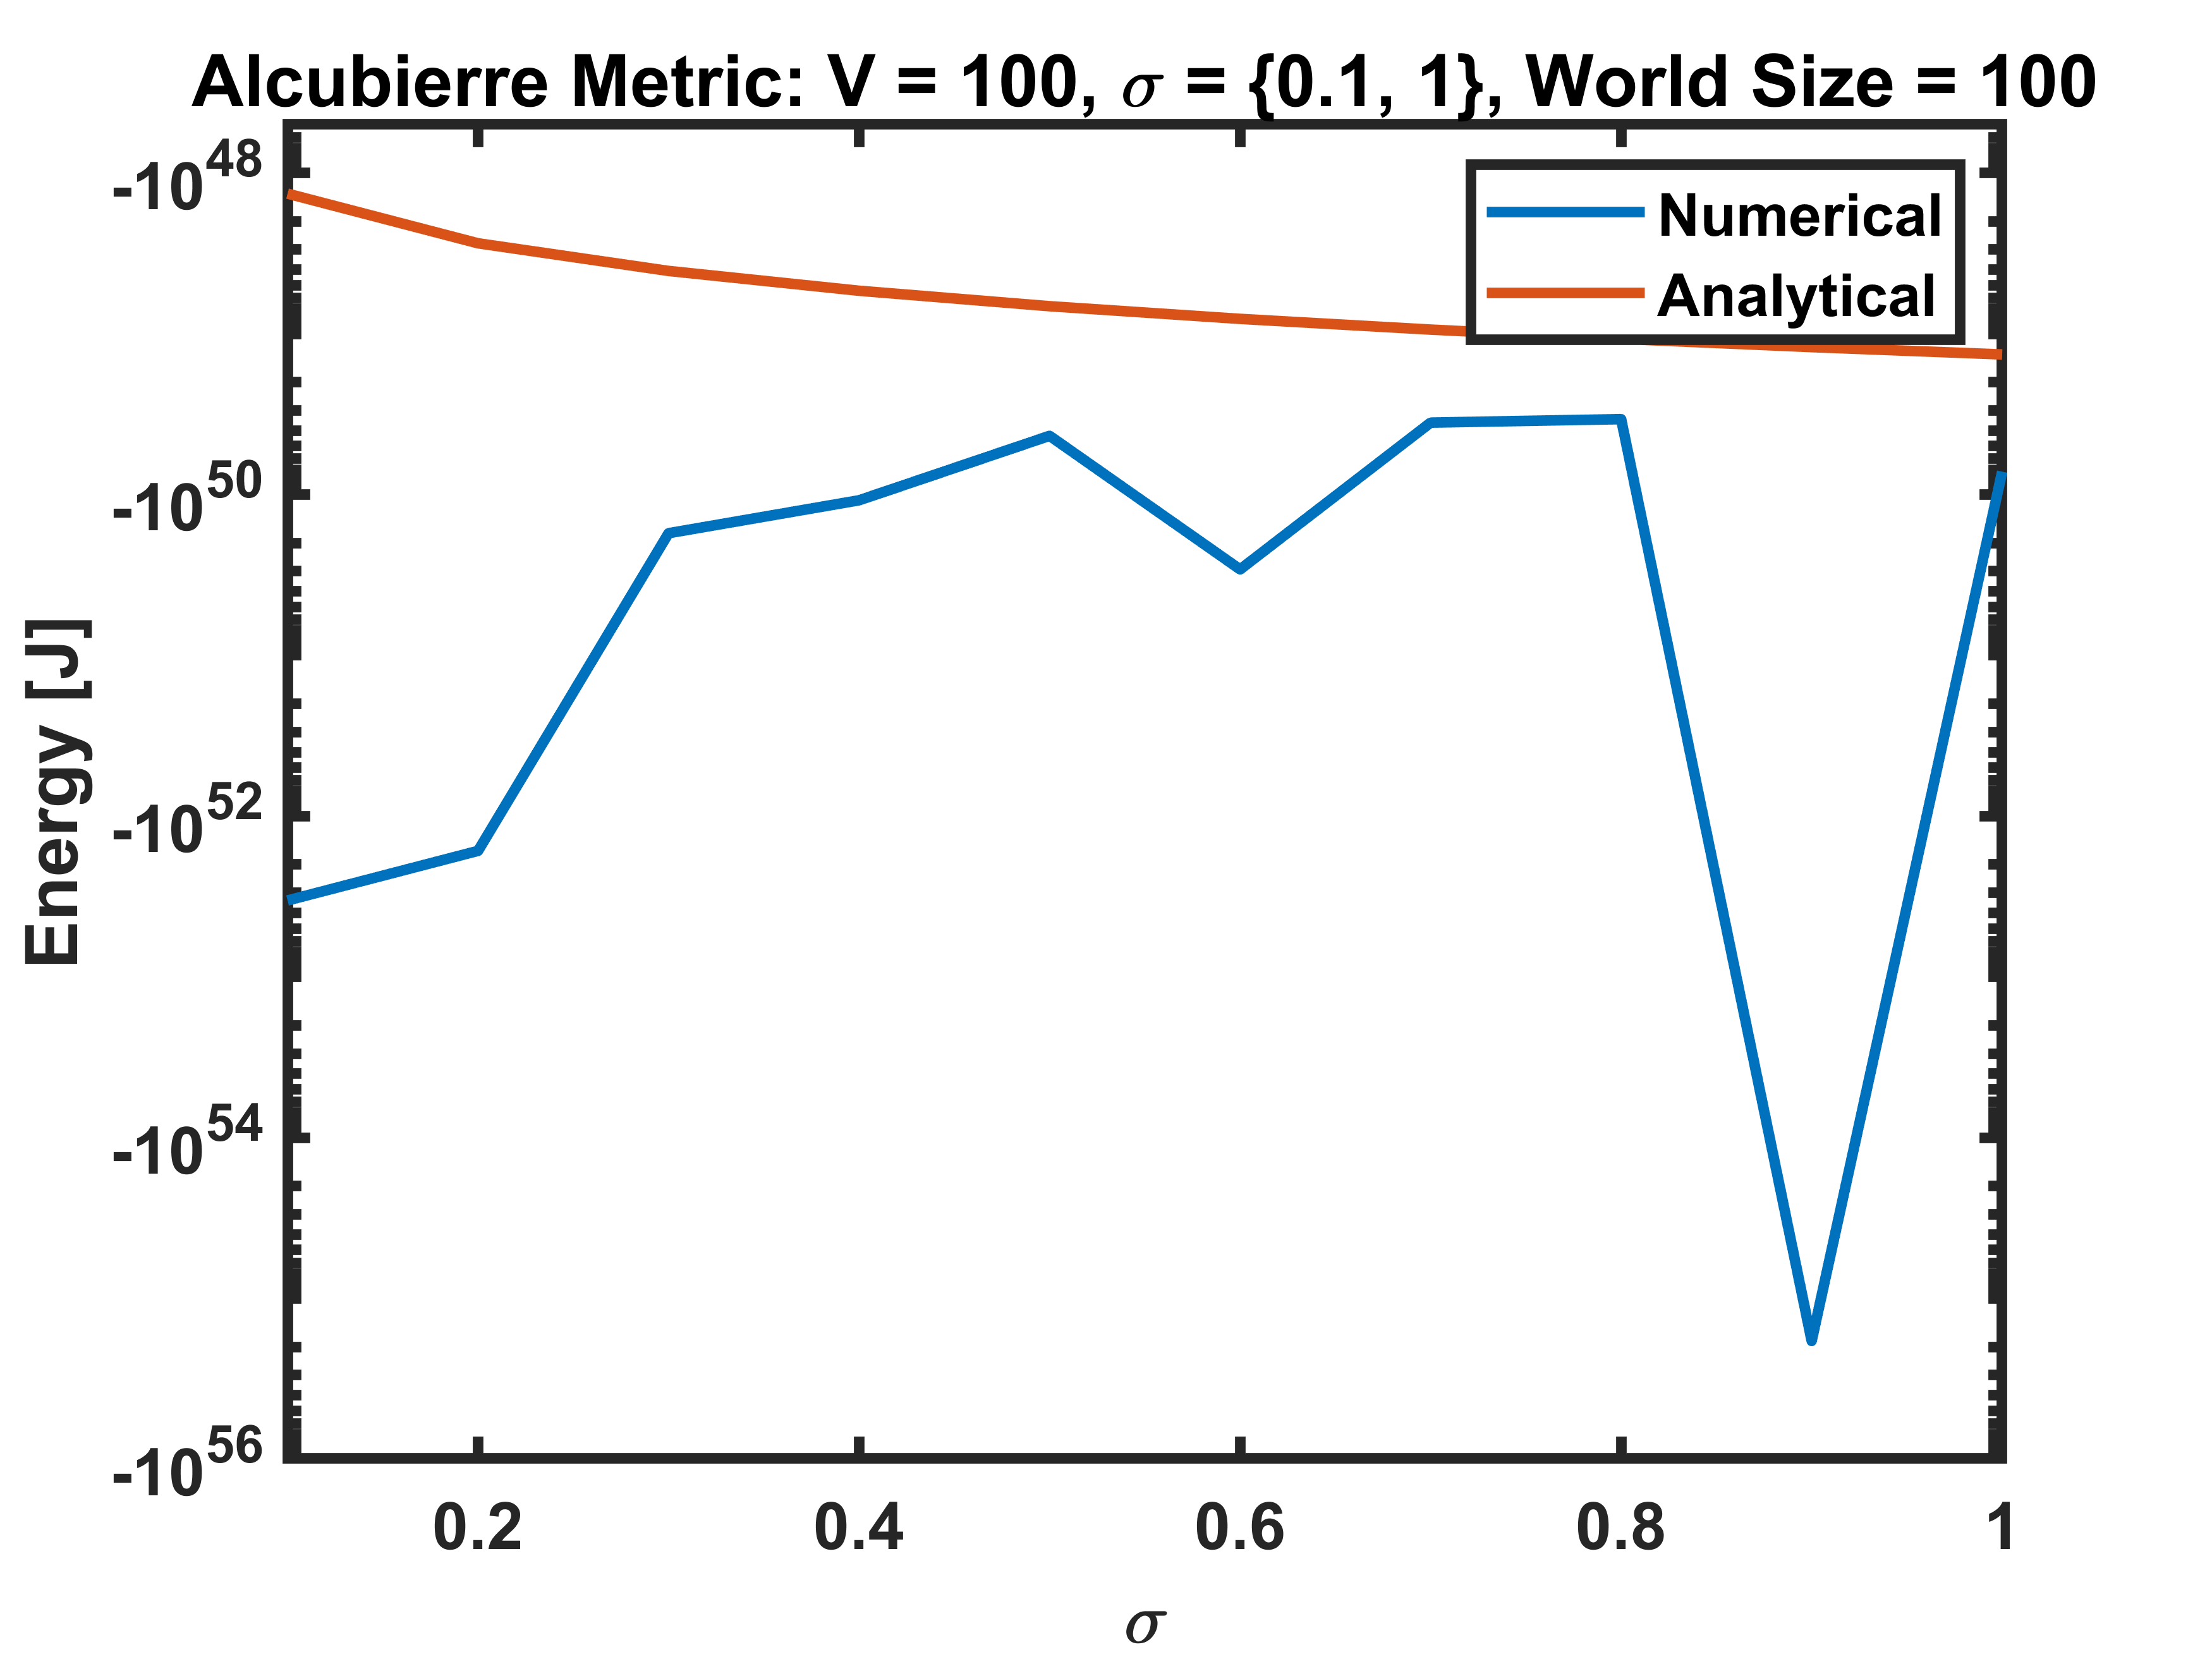 Alcubierre Metric: V = 100, σ = {0.1, 1}, World Size = 100
Numerical
Analytical
Energy [J]
-10^48
-10^50
-10^52
-10^54
-10^56
0.2 0.4 0.6 0.8 1
σ